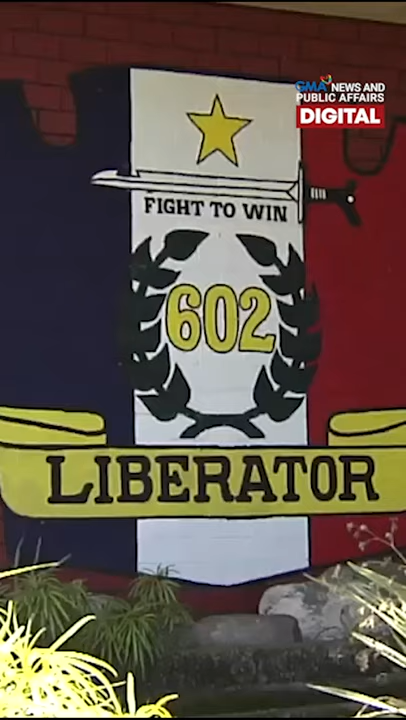 GMA NEWS AND
PUBLIC AFFAIRS
DIGITAL
FIGHT TO WIN
602
LIBERATOR